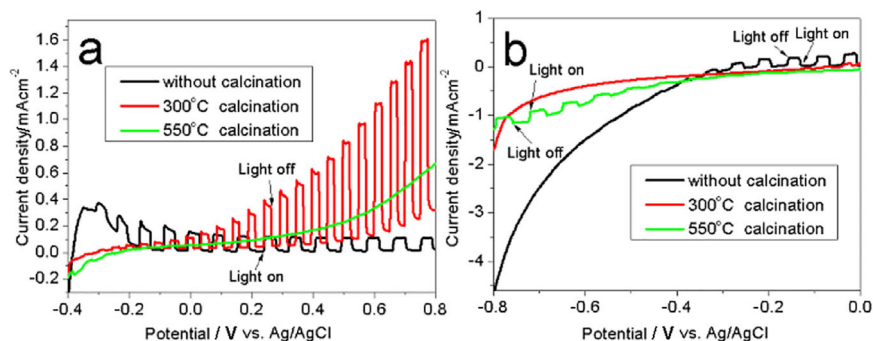 a
without calcination
300°C calcination
550°C calcination
Light off
Light on
1.6
1.4
1.2
1.0
0.8
0.6
0.4
0.2
0.0
-0.2
-0.4
-0.2
0.0
0.2
0.4
0.6
0.8
Current density/mAcm-2
Potential / V vs. Ag/AgCl
b
Light off
Light on
Light on
Light off
without calcination
300°C calcination
550°C calcination
1
0
-1
-2
-3
-4
-0.8
-0.6
-0.4
-0.2
0.0
Current density/mAcm-2
Potential / V vs. Ag/AgCl